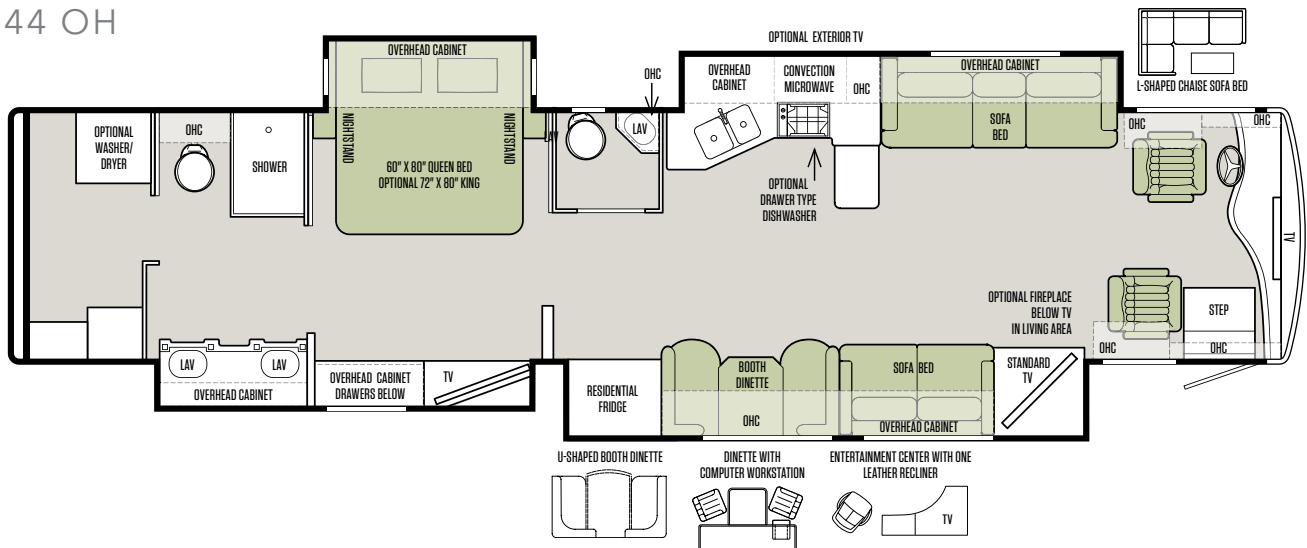 44 OH
OPTIONAL EXTERIOR TV
L-SHAPED CHAISE SOFA BED
OVERHEAD CABINET
OHC
OVERHEAD
CABINET
CONVECTION
MICROWAVE
OHC
OVERHEAD CABINET
SOFA
BED
OHC
OHC
OPTIONAL
WASHER/
DRYER
OHC
SHOWER
NIGHTSTAND
60" X 80" QUEEN BED
OPTIONAL 72" X 80" KING
NIGHTSTAND
LAV
LAV
OPTIONAL
DRAWER TYPE
DISHWASHER
TV
OPTIONAL FIREPLACE
BELOW TV
IN LIVING AREA
STEP
OHC
OHC
LAV
LAV
OVERHEAD CABINET
OVERHEAD CABINET
DRAWERS BELOW
TV
RESIDENTIAL
FRIDGE
BOOTH
DINETTE
OHC
SOFA BED
OVERHEAD CABINET
STANDARD
TV
U-SHAPED BOOTH DINETTE
DINETTE WITH
COMPUTER WORKSTATION
ENTERTAINMENT CENTER WITH ONE
LEATHER RECLINER
TV